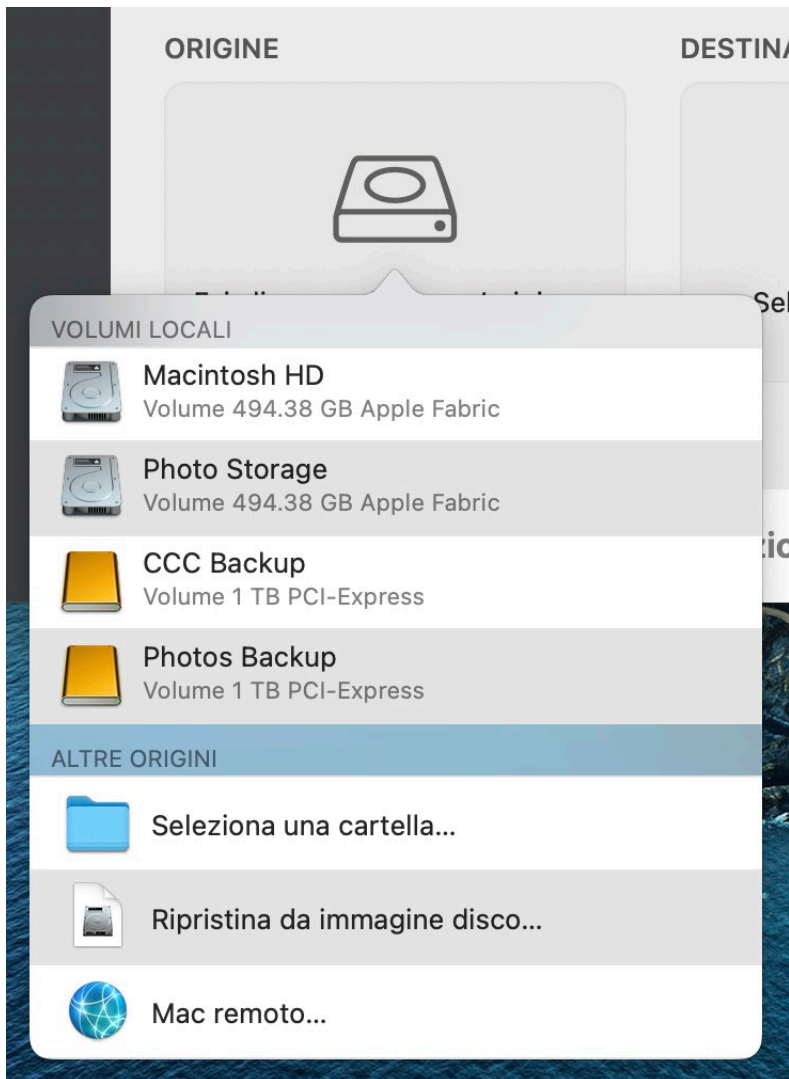 ORIGINE
DESTINA
Sel
VOLUMI LOCALI
Macintosh HD
Volume 494.38 GB Apple Fabric
Photo Storage
Volume 494.38 GB Apple Fabric
CCC Backup
Volume 1 TB PCI-Express
Photos Backup
Volume 1 TB PCI-Express
ALTRE ORIGINI
Seleziona una cartella...
Ripristina da immagine disco...
Mac remoto...